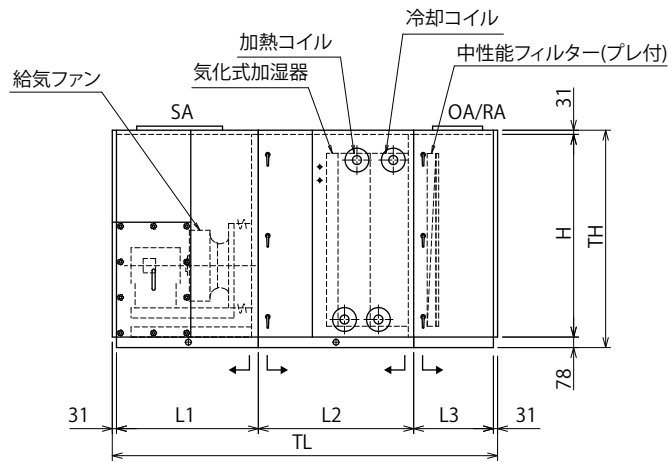 冷却コイル
加熱コイル
中性能フィルター(プレ付)
気化式加湿器
給気ファン
SA
OA/RA
31
H
TH
78
31
L1
L2
L3
31
TL